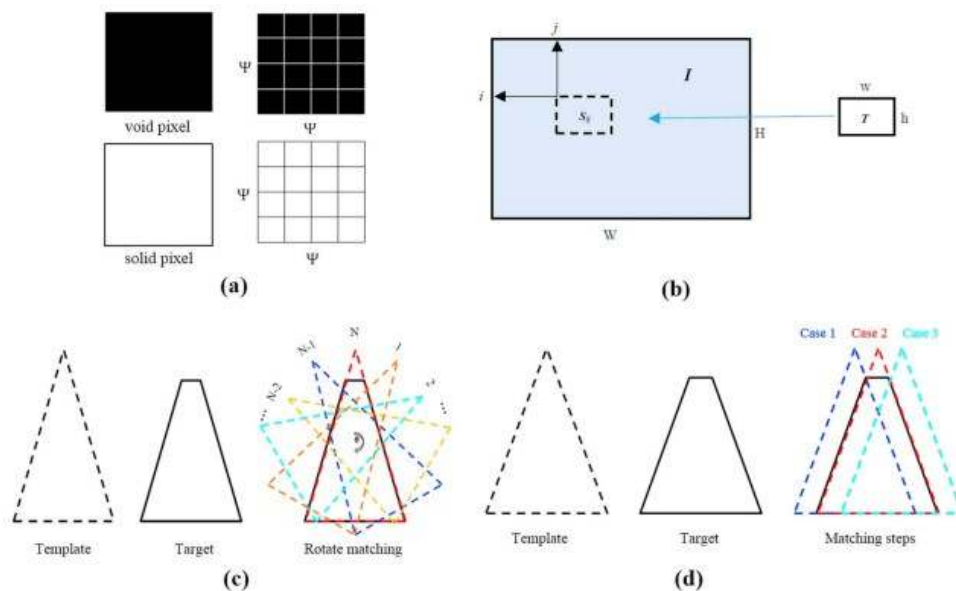 void pixel
Ψ
Ψ
solid pixel
Ψ
Ψ
(a)
j
i
I
S
W
H
w
T
h
(b)
Template
Target
N-2
N-1
N
1
2
...
...
Rotate matching
(c)
Template
Target
Case 1
Case 2
Case 3
Matching steps
(d)